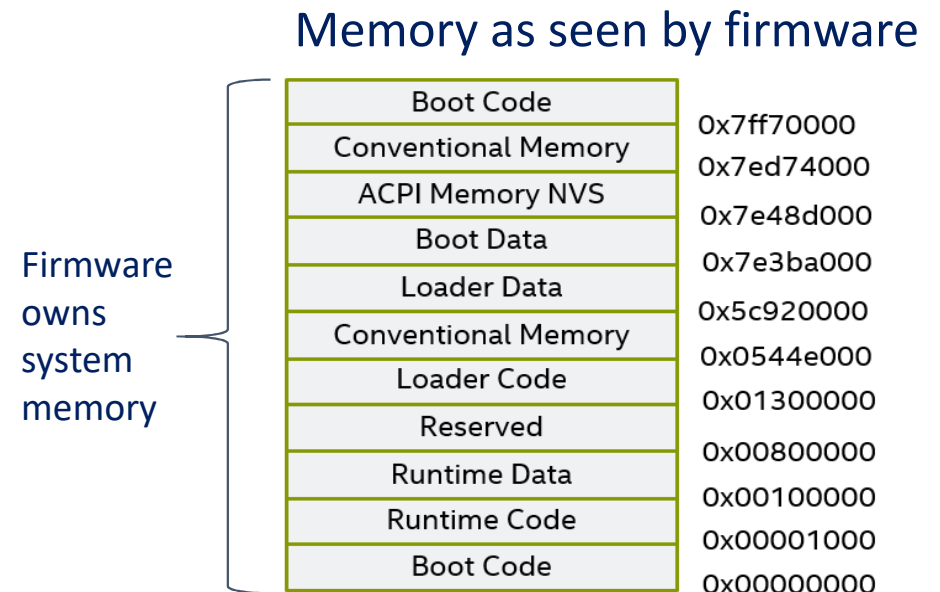 Memory as seen by firmware
Firmware
owns
system
memory
Boot Code
0x7ff70000
Conventional Memory
0x7ed74000
ACPI Memory NVS
0x7e48d000
Boot Data
0x7e3ba000
Loader Data
0x5c920000
Conventional Memory
0x0544e000
Loader Code
0x01300000
Reserved
0x00800000
Runtime Data
0x00100000
Runtime Code
0x00001000
Boot Code
0x00000000